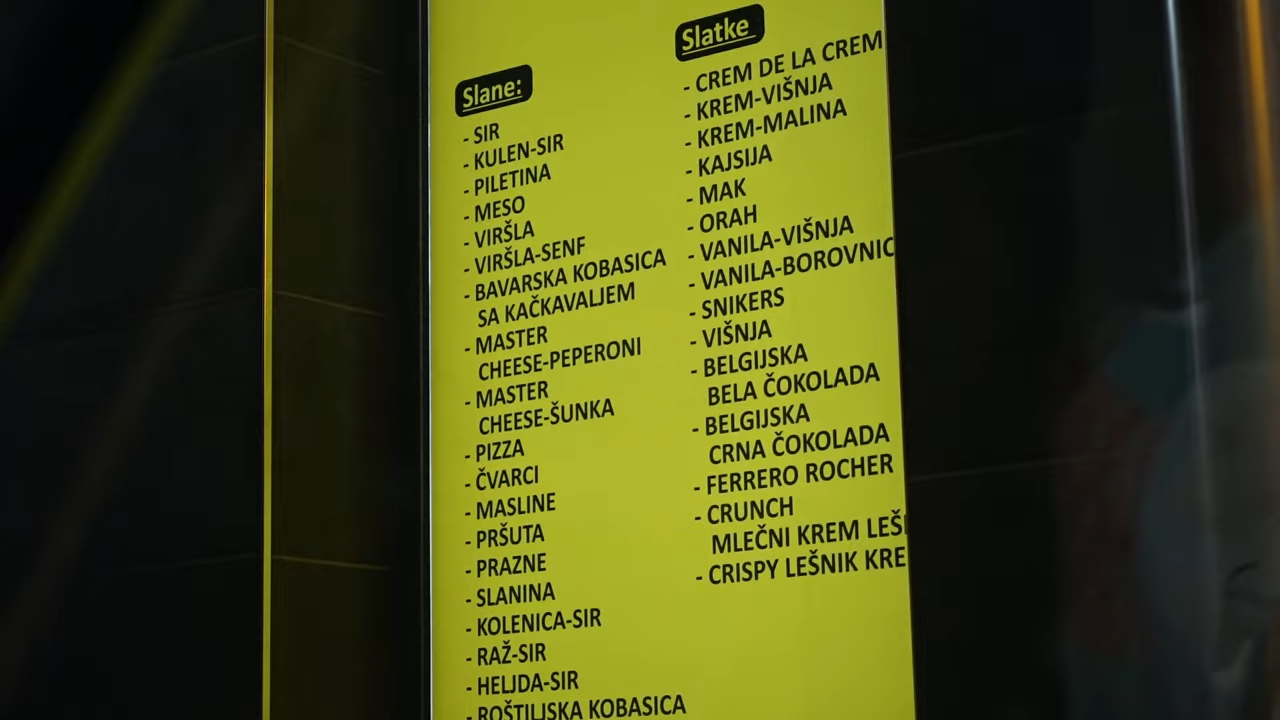 Slane:
- SIR
- KULEN-SIR
- PILETINA
- MESO
- VIRŠLA
- VIRŠLA-SENF
- BAVARSKA KOBASICA
SA KAČKAVALJEM
- MASTER
CHEESE-PEPERONI
- MASTER
CHEESE-ŠUNKA
- PIZZA
- ČVARCI
- MASLINE
- PRŠUTA
- PRAZNE
- SLANINA
- KOLENICA-SIR
- RAŽ-SIR
- HELJDA-SIR
- ROŠTILJSKA KOBASICA
Slatke
- CREM DE LA CREM
- KREM-VIŠNJA
- KREM-MALINA
- KAJSIJA
- MAK
- ORAH
- VANILA-VIŠNJA
- VANILA-BOROVNIC
- SNIKERS
- VIŠNJA
- BELGIJSKA
BELA ČOKOLADA
- BELGIJSKA
CRNA ČOKOLADA
- FERRERO ROCHER
- CRUNCH
MLEČNI KREM LEŠ
- CRISPY LEŠNIK KRE